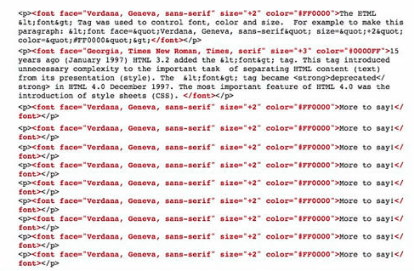 <p><font face="Verdana, Geneva, sans-serif" size="+2" color="#FF0000">The HTML
&lt;font&gt; Tag was used to control font, color and size.  For example to make this
paragraph: &lt;font face=&quot;Verdana, Geneva, sans-serif&quot; size=&quot;+2&quot;
color=&quot;#FF0000&quot;&gt;</font></p>
<p><font face="Georgia, Times New Roman, Times, serif" size="+3" color="#0000FF">15
years ago (January 1997) HTML 3.2 added the &lt;font&gt; tag. This tag introduced
unnecessary complexity to the important task  of separating HTML content (text)
from its presentation (style). The  &lt;font&gt; tag became <strong>deprecated</
strong> in HTML 4.0 December 1997. The most important feature of HTML 4.0 was the
introduction of style sheets (CSS). </font></p>
<p><font face="Verdana, Geneva, sans-serif" size="+2" color="#FF0000">More to say!</
font></p>
<p><font face="Verdana, Geneva, sans-serif" size="+2" color="#FF0000">More to say!</
font></p>
<p><font face="Verdana, Geneva, sans-serif" size="+2" color="#FF0000">More to say!</
font></p>
<p><font face="Verdana, Geneva, sans-serif" size="+2" color="#FF0000">More to say!</
font></p>
<p><font face="Verdana, Geneva, sans-serif" size="+2" color="#FF0000">More to say!</
font></p>
<p><font face="Verdana, Geneva, sans-serif" size="+2" color="#FF0000">More to say!</
font></p>
<p><font face="Verdana, Geneva, sans-serif" size="+2" color="#FF0000">More to say!</
font></p>
<p><font face="Verdana, Geneva, sans-serif" size="+2" color="#FF0000">More to say!</
font></p>